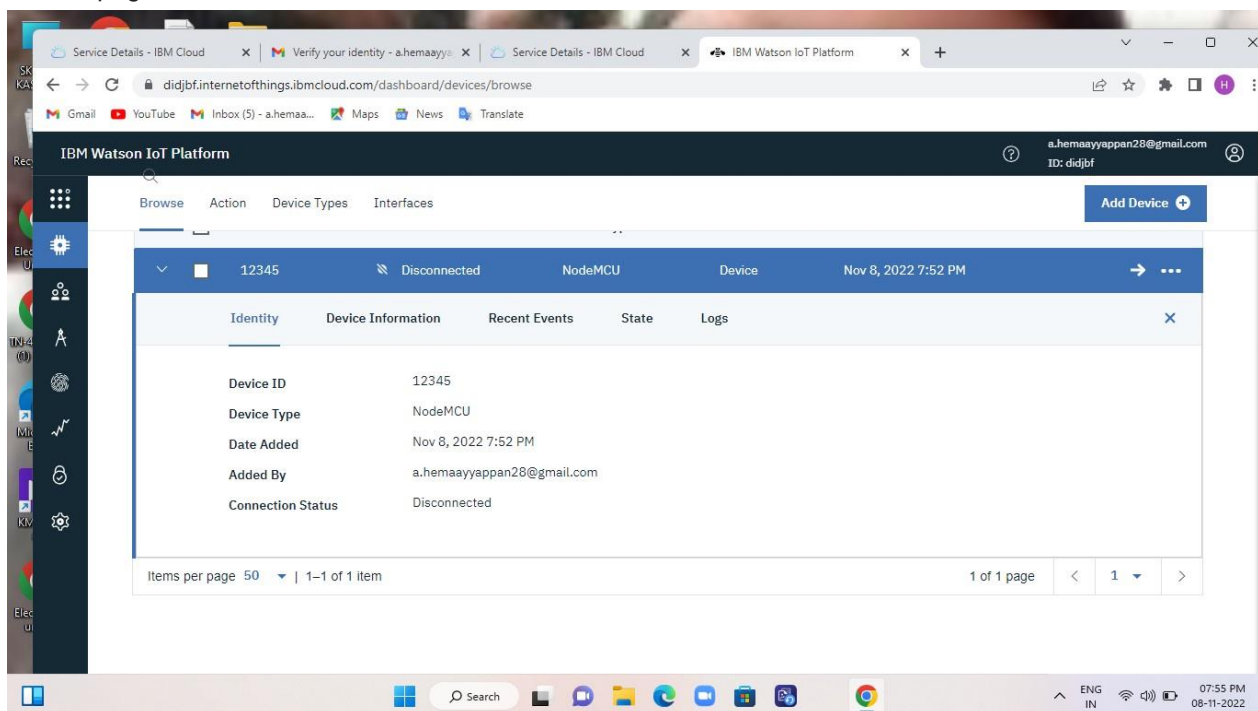 Service Details - IBM Cloud
Verify your identity - a.hemaayya
Service Details - IBM Cloud
IBM Watson IoT Platform
didjbf.internetofthings.ibmcloud.com/dashboard/devices/browse
H
Gmail
YouTube
Inbox (5) - a.hemaa...
Maps
News
Translate
IBM Watson IoT Platform
a.hemaayyappan28@gmail.com
ID: didjbf
Browse
Action
Device Types
Interfaces
Add Device
12345
Disconnected
NodeMCU
Device
Nov 8, 2022 7:52 PM
Identity
Device Information
Recent Events
State
Logs
Device ID
12345
Device Type
NodeMCU
Date Added
Nov 8, 2022 7:52 PM
Added By
a.hemaayyappan28@gmail.com
Connection Status
Disconnected
Items per page 50 | 1–1 of 1 item
1 of 1 page
1
Search
ENG
IN
07:55 PM
08-11-2022